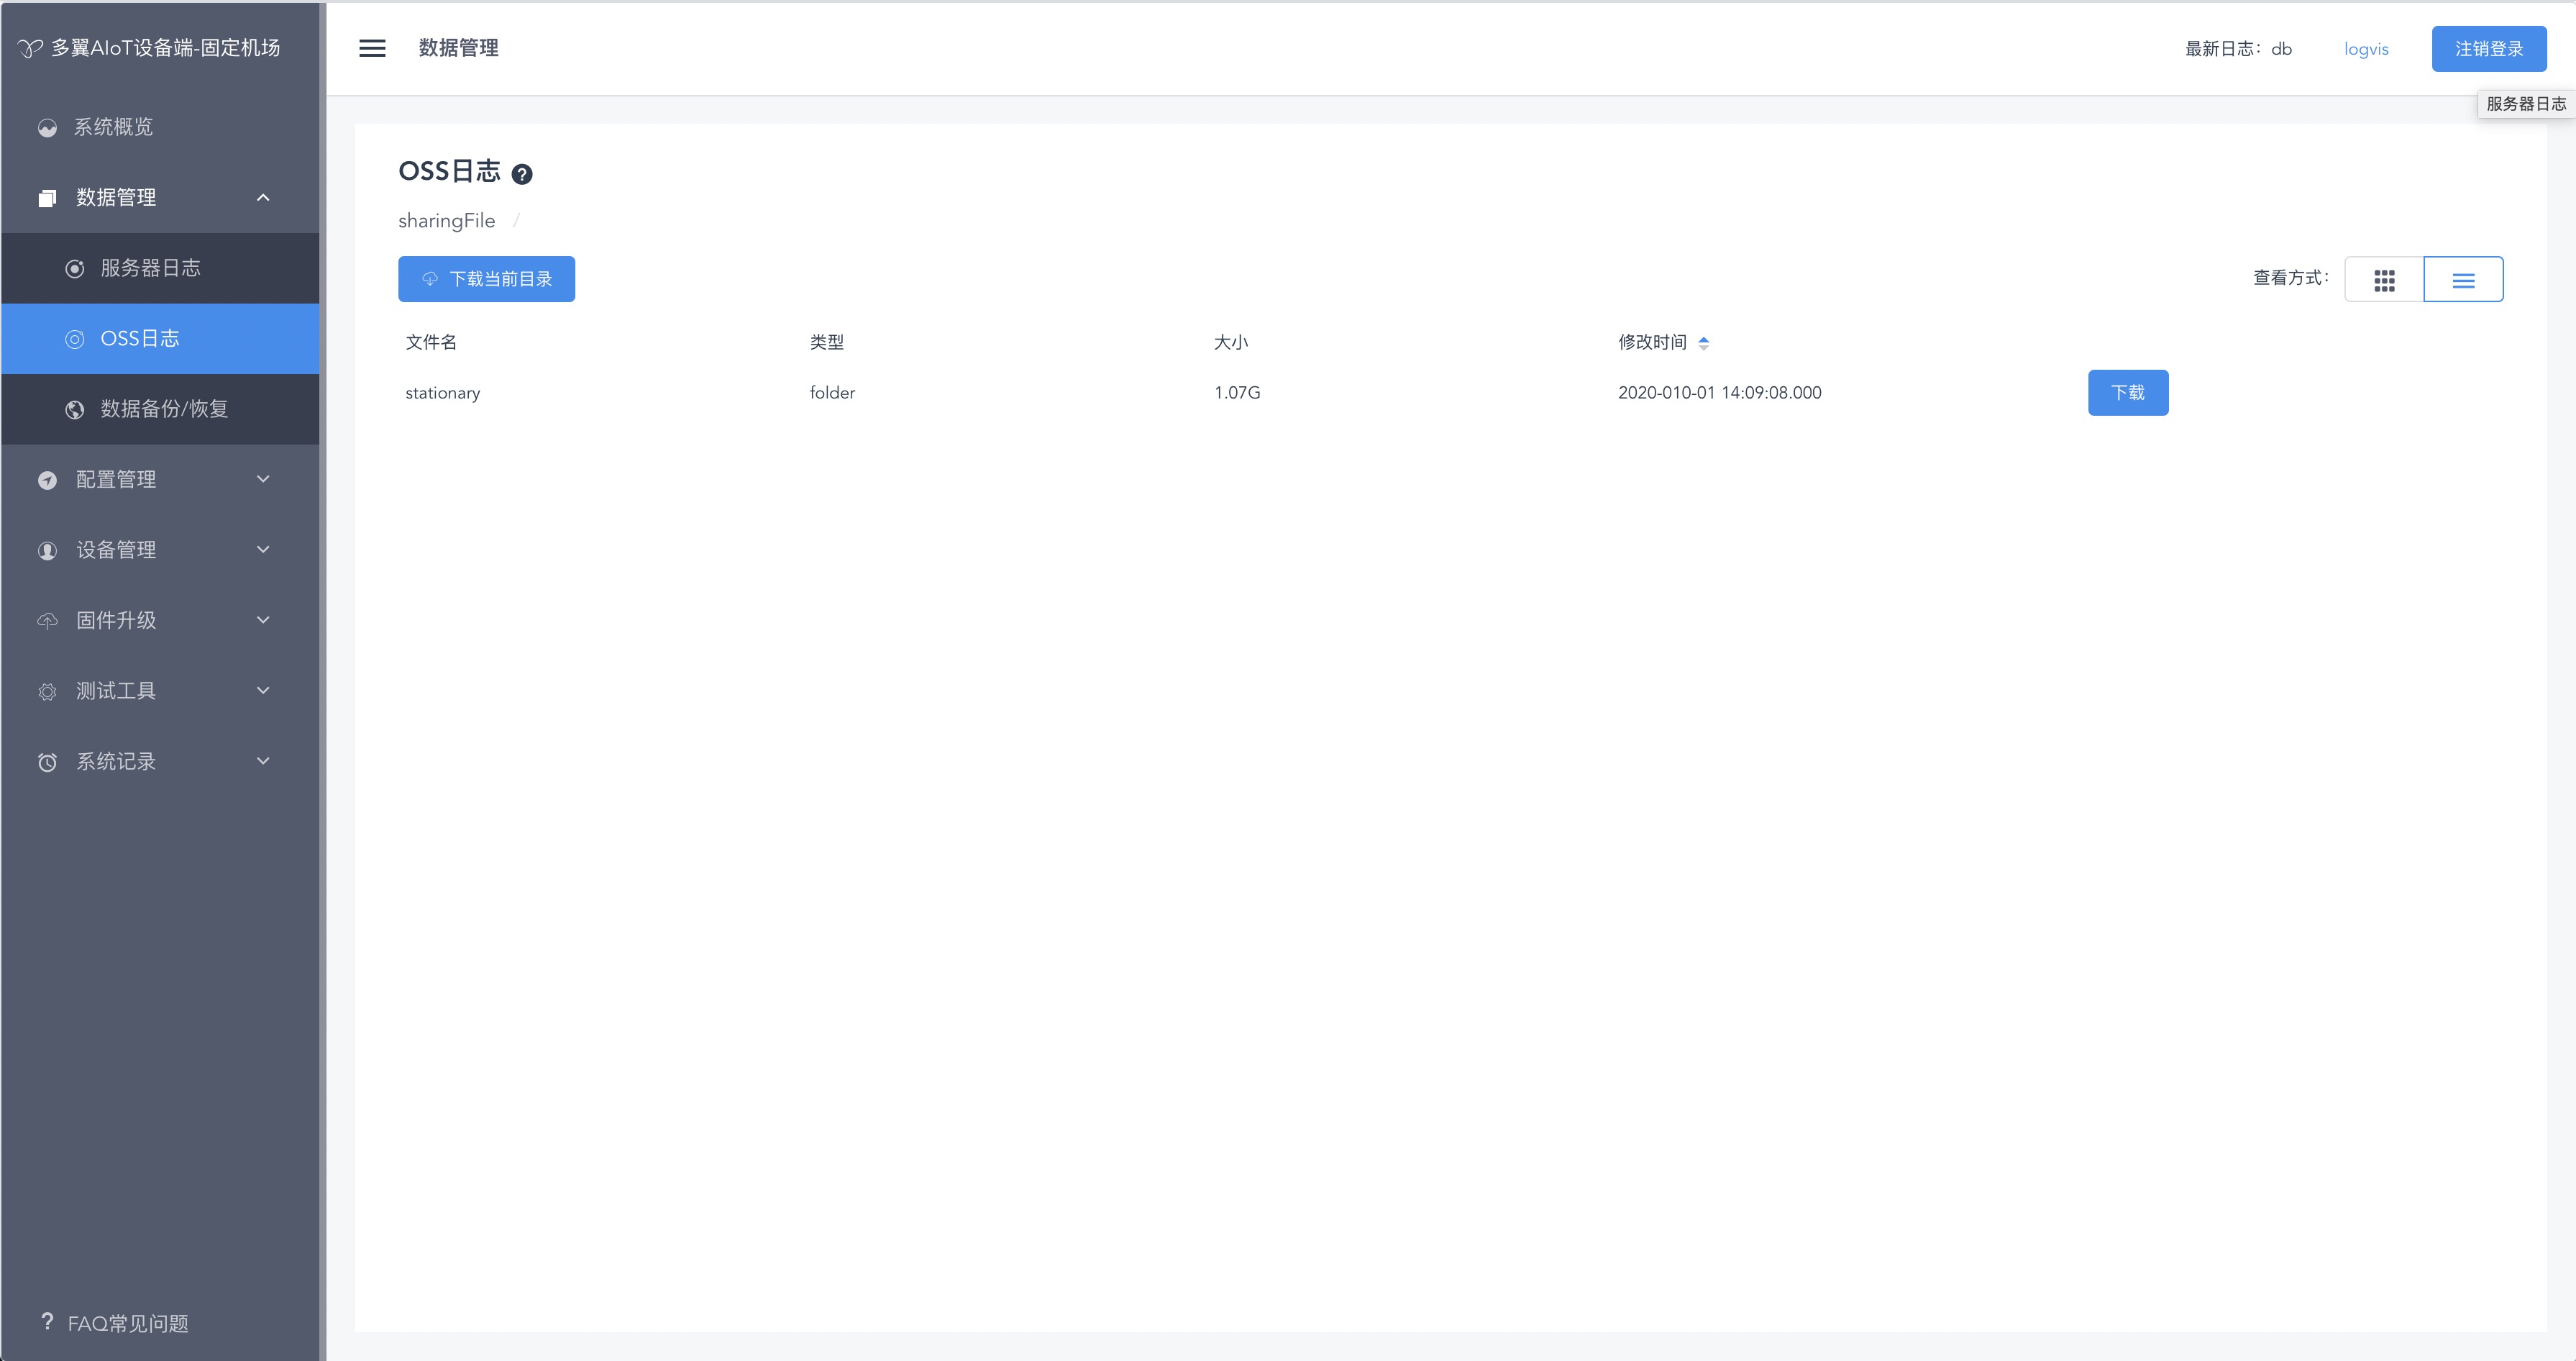 多翼AIoT设备端-固定机场
系统概览
数据管理
服务器日志
OSS日志
数据备份/恢复
配置管理
设备管理
固件升级
测试工具
系统记录
? FAQ常见问题
数据管理
最新日志：db
logvis
注销登录
服务器日志
OSS日志 ?
sharingFile /
下载当前目录
查看方式：
文件名 类型 大小 修改时间
stationary folder 1.07G 2020-010-01 14:09:08.000 下载